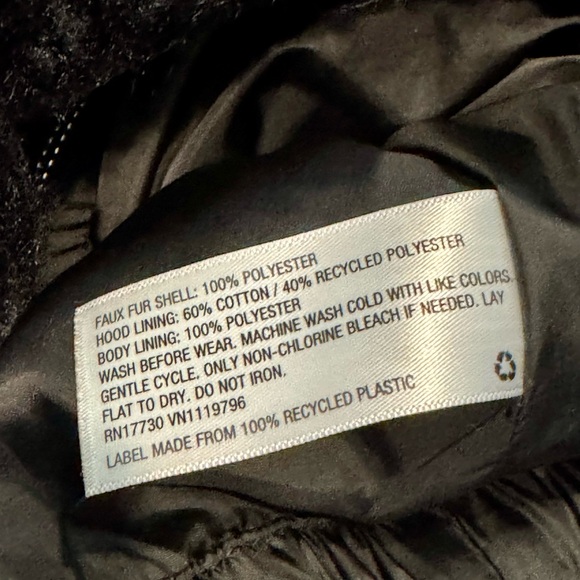 FAUX FUR SHELL: 100% POLYESTER
HOOD LINING: 60% COTTON / 40% RECYCLED POLYESTER
BODY LINING: 100% POLYESTER
WASH BEFORE WEAR. MACHINE WASH COLD WITH LIKE COLORS.
GENTLE CYCLE. ONLY NON-CHLORINE BLEACH IF NEEDED. LAY
FLAT TO DRY. DO NOT IRON.
RN17730 VN1119796
LABEL MADE FROM 100% RECYCLED PLASTIC